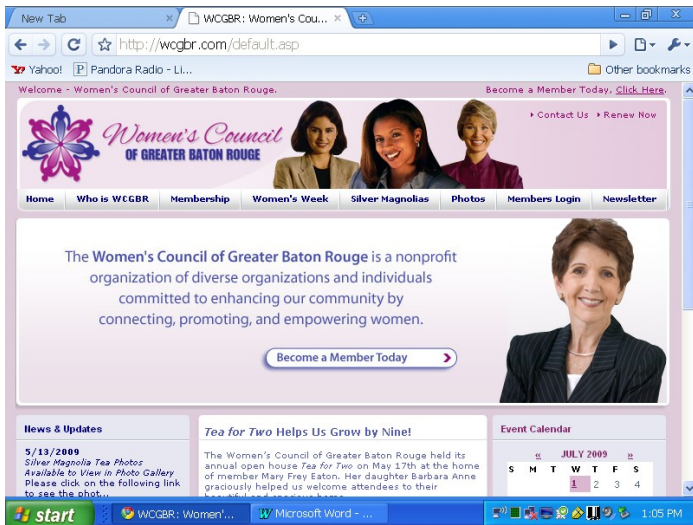 New Tab
WCGBR: Women's Cou...
http://wcgbr.com/default.asp
Yahoo!
Pandora Radio - Li...
Other bookmarks
Welcome - Women's Council of Greater Baton Rouge.
Become a Member Today, Click Here.
Women's Council
OF GREATER BATON ROUGE
Contact Us
Renew Now
Home
Who is WCGBR
Membership
Women's Week
Silver Magnolias
Photos
Members Login
Newsletter
The Women's Council of Greater Baton Rouge is a nonprofit
organization of diverse organizations and individuals
committed to enhancing our community by
connecting, promoting, and empowering women.
Become a Member Today
News & Updates
5/13/2009
Silver Magnolia Tea Photos
Available to View in Photo Gallery
Please click on the following link
to see the phot...
Tea for Two Helps Us Grow by Nine!
The Women's Council of Greater Baton Rouge held its
annual open house Tea for Two on May 17th at the home
of member Mary Frey Eaton. Her daughter Barbara Anne
graciously helped us welcome attendees to their
Event Calendar
« JULY 2009 »
S M T W T F S
1 2 3 4
start
WCGBR: Women'...
Microsoft Word - ...
1:05 PM